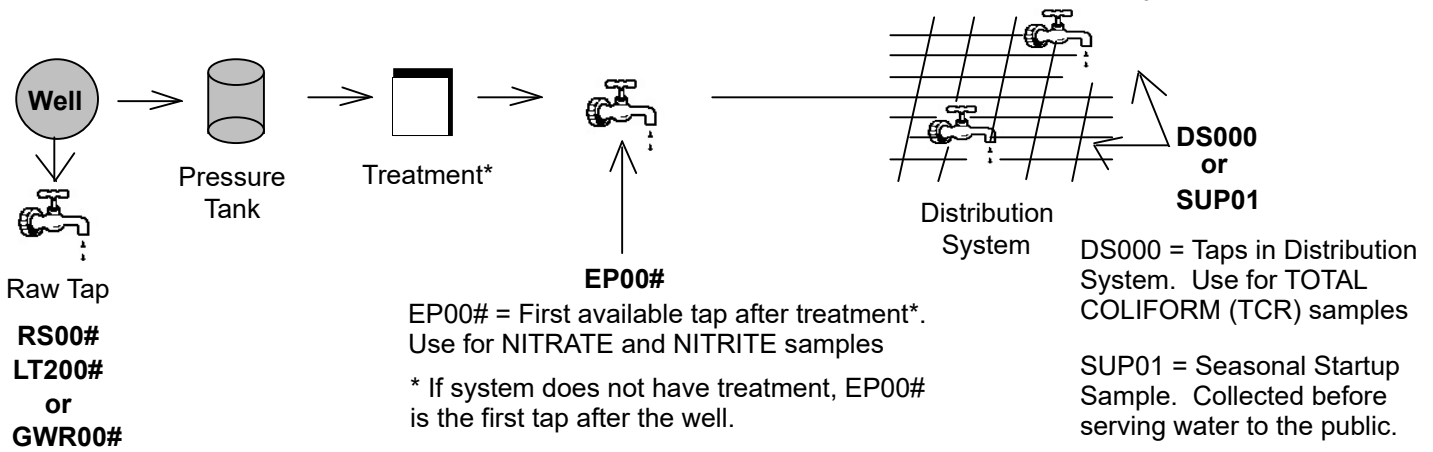 Well
Pressure
Tank
Treatment*
Raw Tap
RS00#
LT200#
or
GWR00#
EP00#
EP00# = First available tap after treatment*.
Use for NITRATE and NITRITE samples
* If system does not have treatment, EP00#
is the first tap after the well.
Distribution
System
DS000
or
SUP01
DS000 = Taps in Distribution
System. Use for TOTAL
COLIFORM (TCR) samples
SUP01 = Seasonal Startup
Sample. Collected before
serving water to the public.